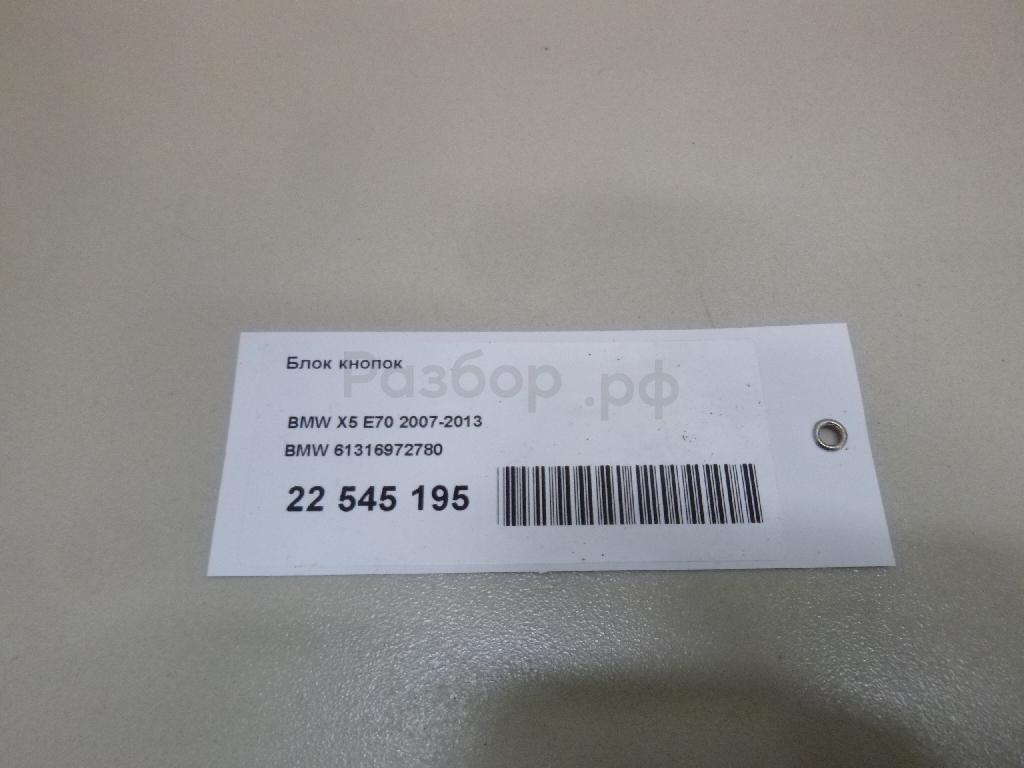 Блок кнопок
Разбор.рф
BMW X5 E70 2007-2013
BMW 61316972780
22 545 195